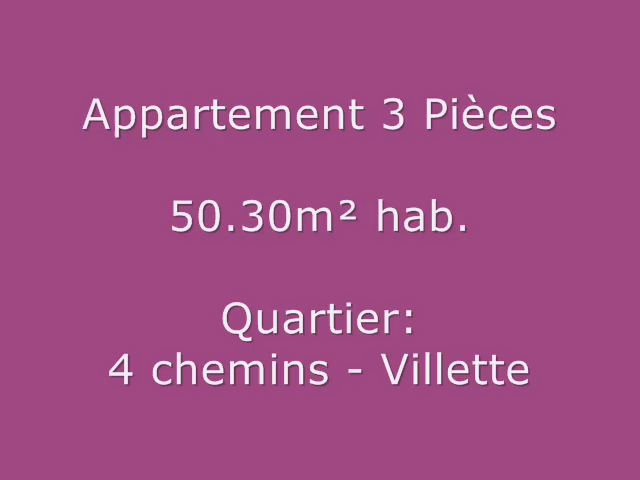 Appartement 3 Pièces
50.30m² hab.
Quartier:
4 chemins - Villette